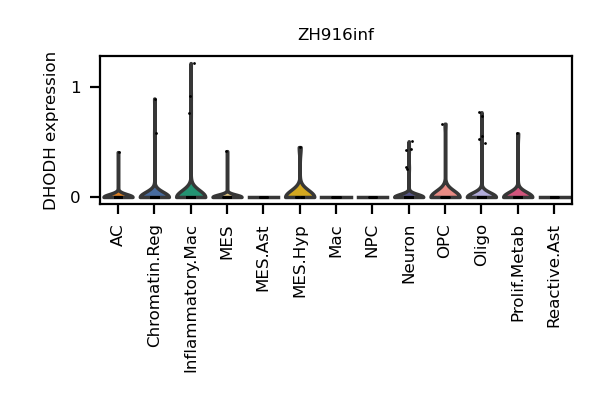 ZH916inf
DHODH expression
1
0
AC
Chromatin.Reg
Inflammatory.Mac
MES
MES.Ast
MES.Hyp
Mac
NPC
Neuron
OPC
Oligo
Prolif.Metab
Reactive.Ast